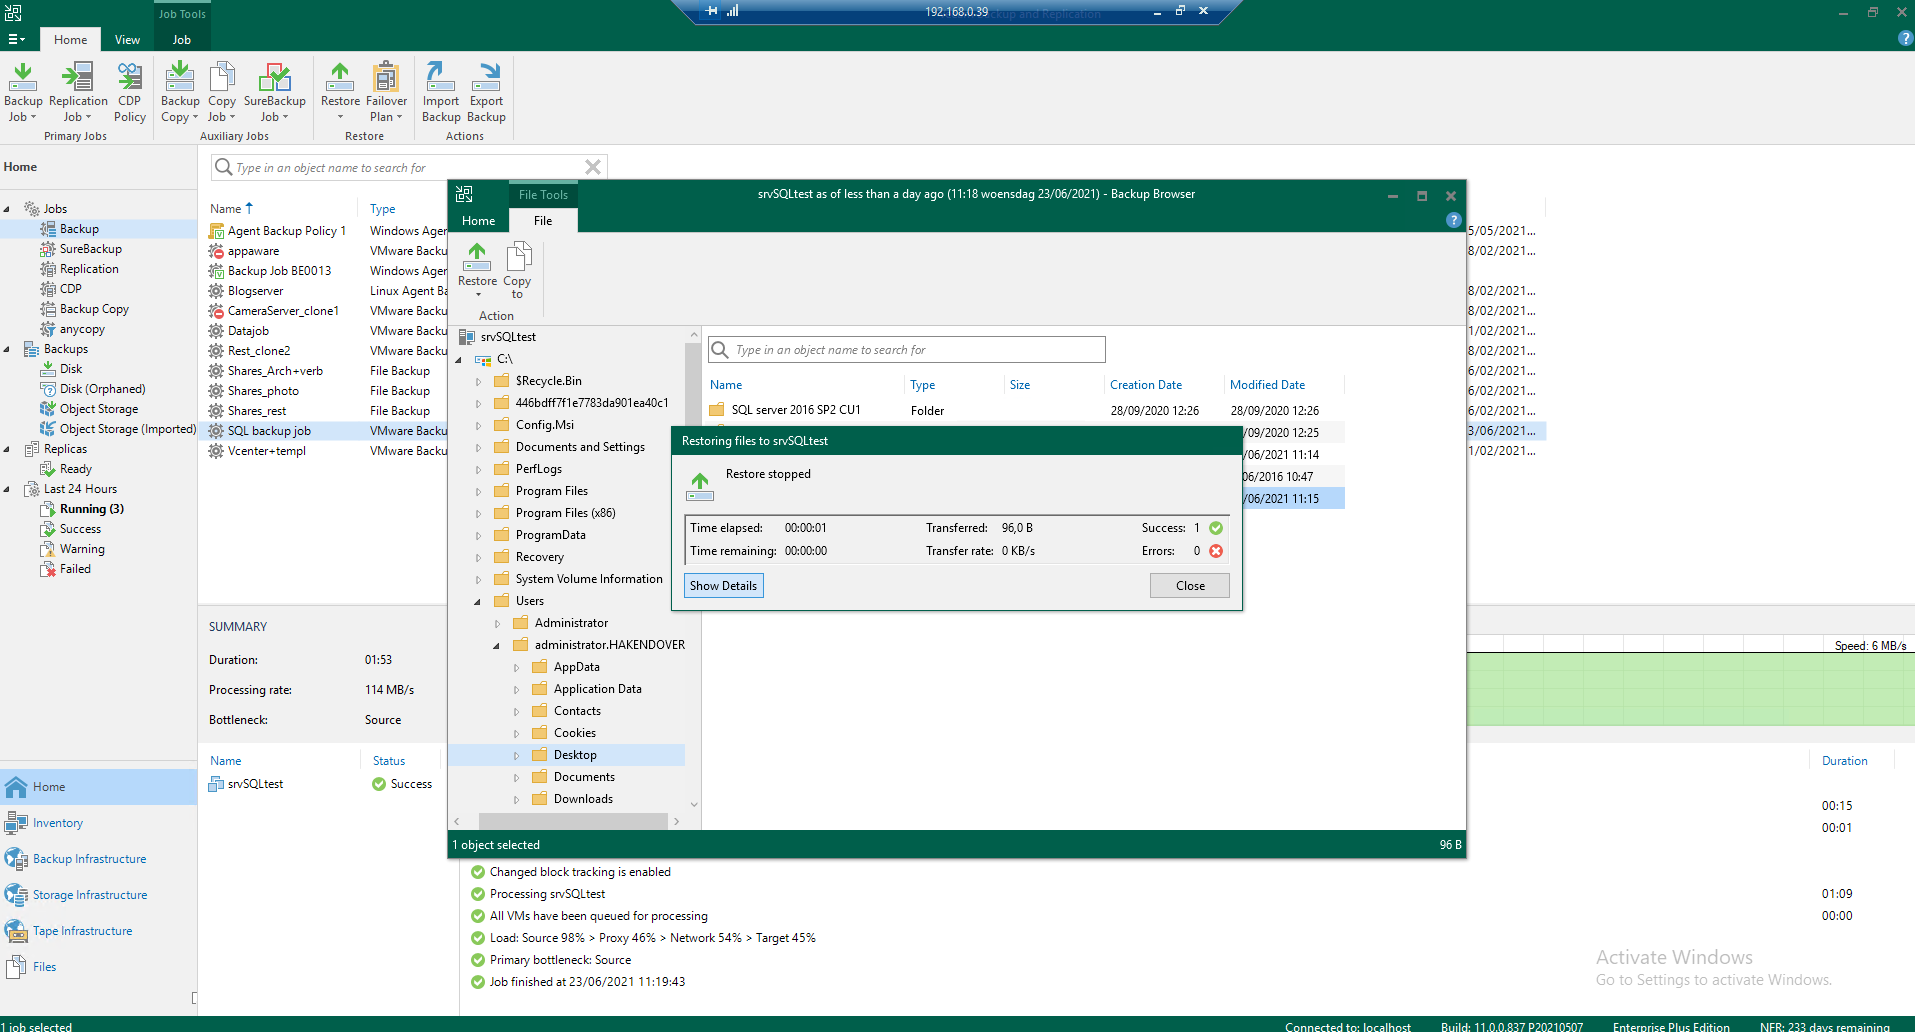 Job Tools
192.168.0.39
ckup and Replication
Home
View
Job
Backup Job
Replication Job
CDP Policy
Backup Copy
Copy Job
SureBackup Job
Restore
Failover Plan
Import Backup
Export Backup
Primary Jobs
Auxiliary Jobs
Restore
Actions
Home
Jobs
Backup
SureBackup
Replication
CDP
Backup Copy
anycopy
Backups
Disk
Disk (Orphaned)
Object Storage
Object Storage (Imported)
Replicas
Ready
Last 24 Hours
Running (3)
Success
Warning
Failed
Home
Inventory
Backup Infrastructure
Storage Infrastructure
Tape Infrastructure
Files
Type in an object name to search for
Name Type
Agent Backup Policy 1 Windows Ager 5/05/2021...
appaware VMware Backu 8/02/2021...
Backup Job BE0013 Windows Ager
Blogserver Linux Agent Ba 8/02/2021...
CameraServer_clone1 VMware Backu 8/02/2021...
Datajob VMware Backu 1/02/2021...
Rest_clone2 VMware Backu 8/02/2021...
Shares_Arch+verb File Backup 6/02/2021...
Shares_photo File Backup 6/02/2021...
Shares_rest File Backup 6/02/2021...
SQL backup job VMware Backu 3/06/2021...
Vcenter+templ VMware Backu 1/02/2021...
SUMMARY
Duration: 01:53
Processing rate: 114 MB/s
Bottleneck: Source
Speed: 6 MB/s
Name Status
srvSQLtest Success
Duration
00:15
00:01
Changed block tracking is enabled
Processing srvSQLtest 01:09
All VMs have been queued for processing 00:00
Load: Source 98% > Proxy 46% > Network 54% > Target 45%
Primary bottleneck: Source
Job finished at 23/06/2021 11:19:43
File Tools
srvSQLtest as of less than a day ago (11:18 woensdag 23/06/2021) - Backup Browser
Home
File
Restore
Copy to
Action
srvSQLtest
C:\
$Recycle.Bin
446bdff7f1e7783da901ea40c1
Config.Msi
Documents and Settings
PerfLogs
Program Files
Program Files (x86)
ProgramData
Recovery
System Volume Information
Users
Administrator
administrator.HAKENDOVER
AppData
Application Data
Contacts
Cookies
Desktop
Documents
Downloads
Type in an object name to search for
Name Type Size Creation Date Modified Date
SQL server 2016 SP2 CU1 Folder 28/09/2020 12:26 28/09/2020 12:26
/09/2020 12:25
/06/2021 11:14
/06/2016 10:47
/06/2021 11:15
Restoring files to srvSQLtest
Restore stopped
Time elapsed: 00:00:01 Transferred: 96,0 B Success: 1
Time remaining: 00:00:00 Transfer rate: 0 KB/s Errors: 0
Show Details
Close
1 object selected 96 B
Activate Windows
Go to Settings to activate Windows.
1 job selected Connected to: localhost Build: 11.0.0.837 P20210507 Enterprise Plus Edition NFR: 233 days remaining